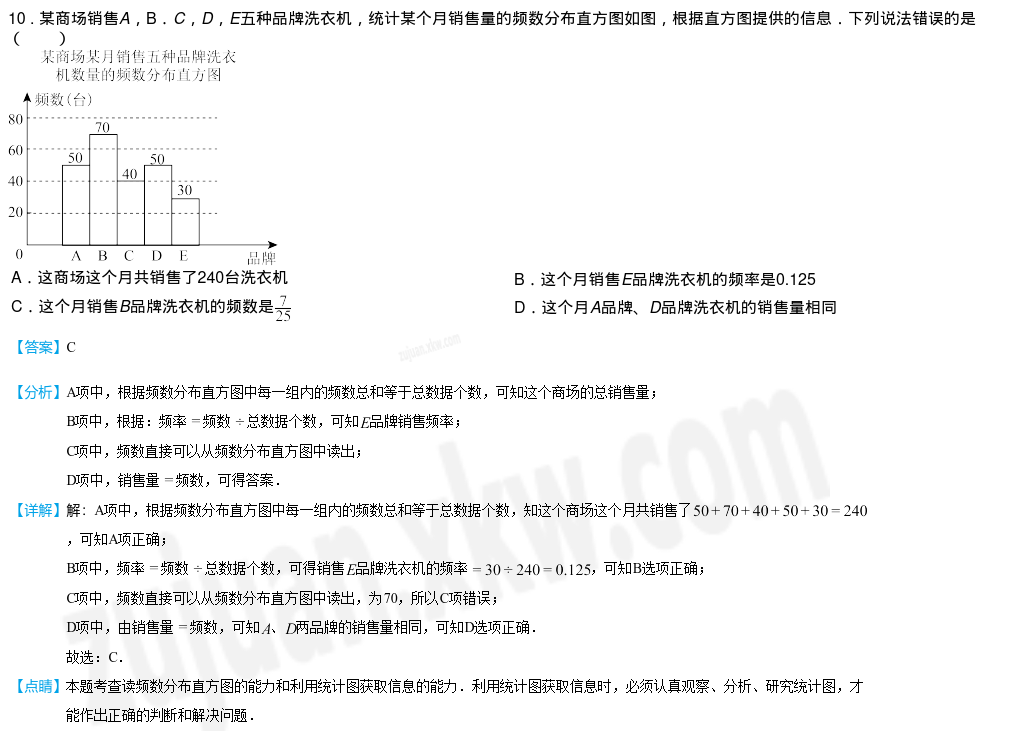 10．某商场销售A，B．C，D，E五种品牌洗衣机，统计某个月销售量的频数分布直方图如图，根据直方图提供的信息．下列说法错误的是
（　　）
某商场某月销售五种品牌洗衣
机数量的频数分布直方图
频数(台)
80
70
60
50
50
40
40
30
20
0
A B C D E
品牌
A．这商场这个月共销售了240台洗衣机
B．这个月销售E品牌洗衣机的频率是0.125
C．这个月销售B品牌洗衣机的频数是7/25
D．这个月A品牌、D品牌洗衣机的销售量相同
【答案】C
【分析】A项中，根据频数分布直方图中每一组内的频数总和等于总数据个数，可知这个商场的总销售量；
B项中，根据：频率＝频数÷总数据个数，可知E品牌销售频率；
C项中，频数直接可以从频数分布直方图中读出；
D项中，销售量＝频数，可得答案．
【详解】解：A项中，根据频数分布直方图中每一组内的频数总和等于总数据个数，知这个商场这个月共销售了50+70+40+50+30=240
，可知A项正确；
B项中，频率＝频数÷总数据个数，可得销售E品牌洗衣机的频率＝30÷240=0.125，可知B选项正确；
C项中，频数直接可以从频数分布直方图中读出，为70，所以C项错误；
D项中，由销售量＝频数，可知A、D两品牌的销售量相同，可知D选项正确．
故选：C．
【点睛】本题考查读频数分布直方图的能力和利用统计图获取信息的能力．利用统计图获取信息时，必须认真观察、分析、研究统计图，才
能作出正确的判断和解决问题．
zujuan.xkw.com
zujuan.xkw.com